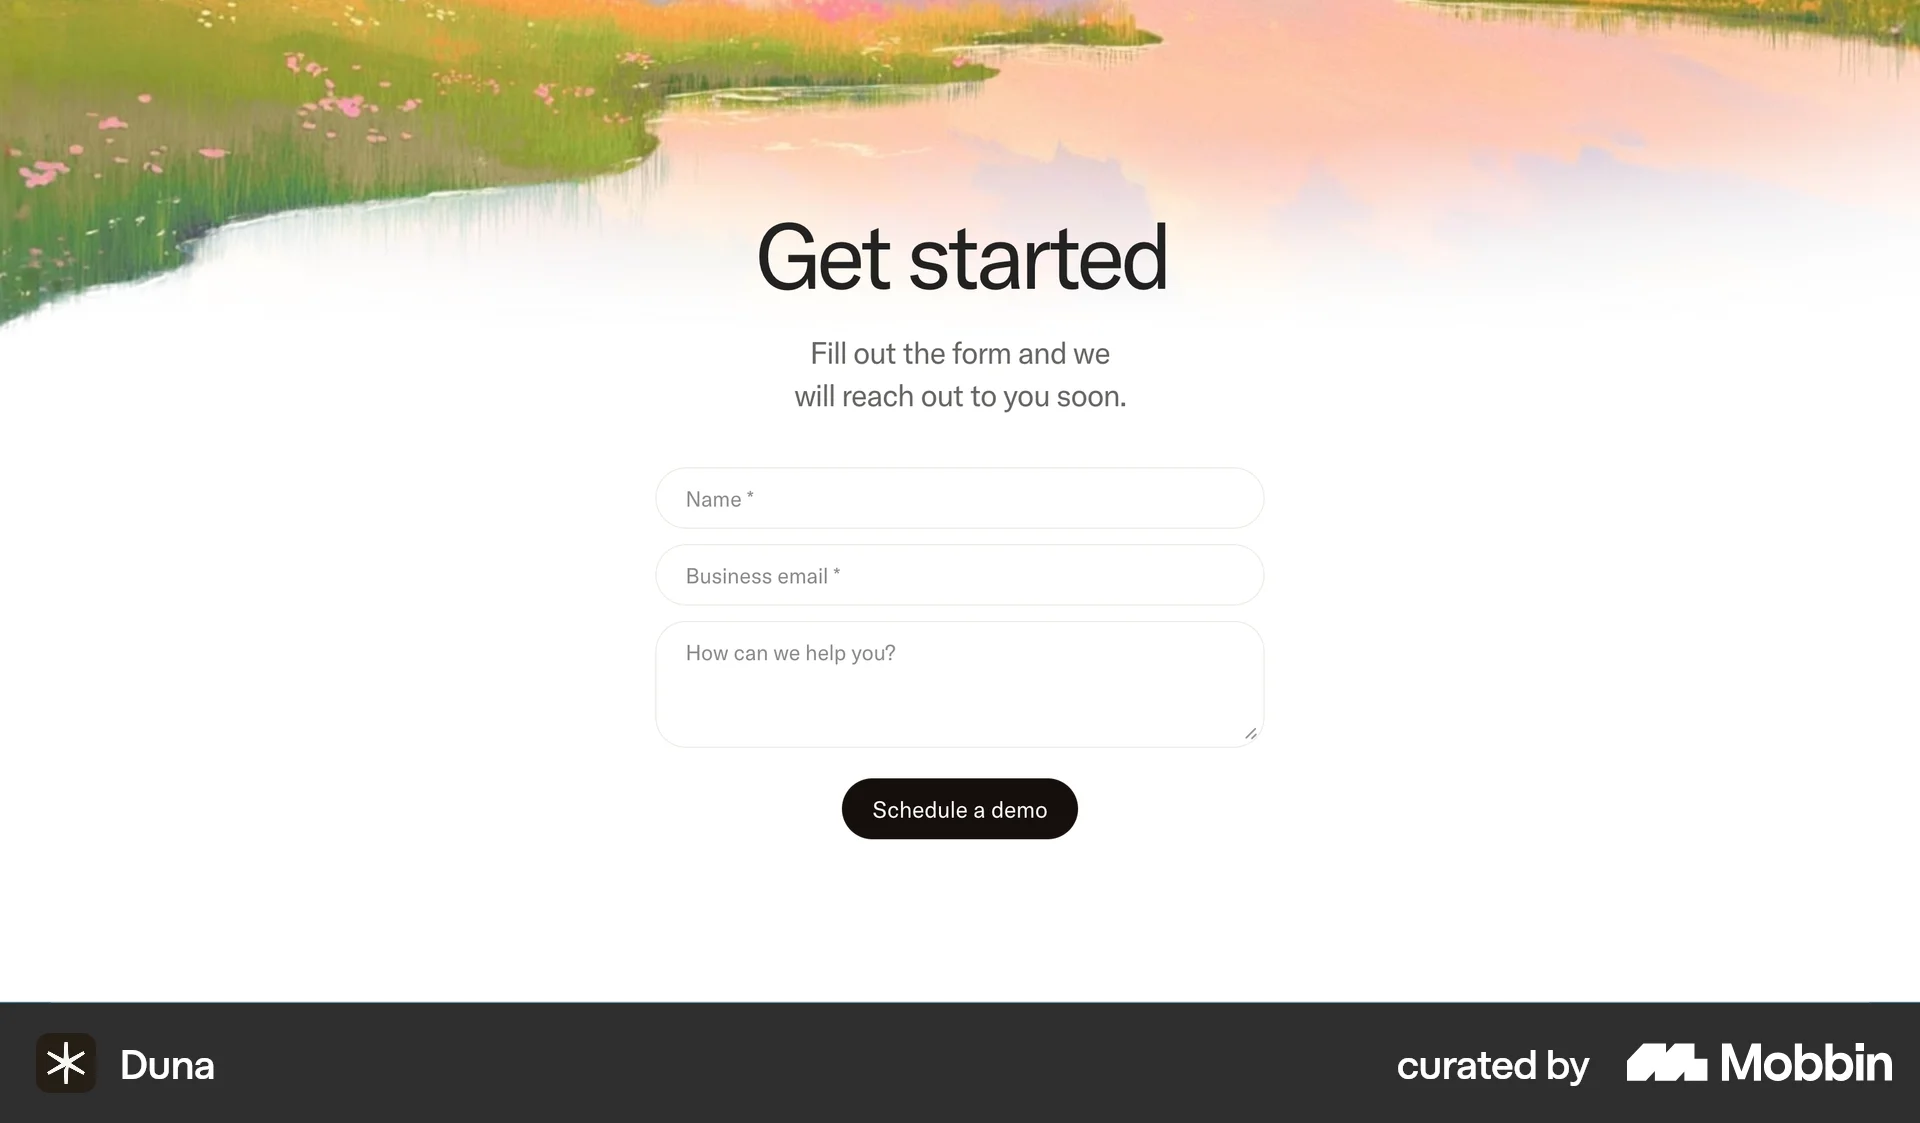 Get started
Fill out the form and we
will reach out to you soon.
Name *
Business email *
How can we help you?
Schedule a demo
Duna
curated by Mobbin